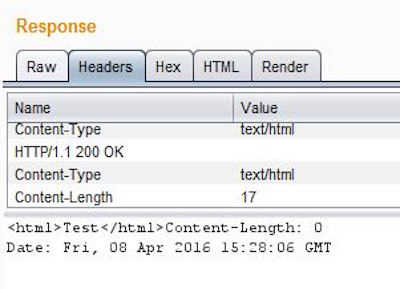 Response
Raw Headers Hex HTML Render
Name Value
Content-Type text/html
HTTP/1.1 200 OK
Content-Type text/html
Content-Length 17
<html>Test</html>Content-Length: 0
Date: Fri, 08 Apr 2016 15:28:06 GMT